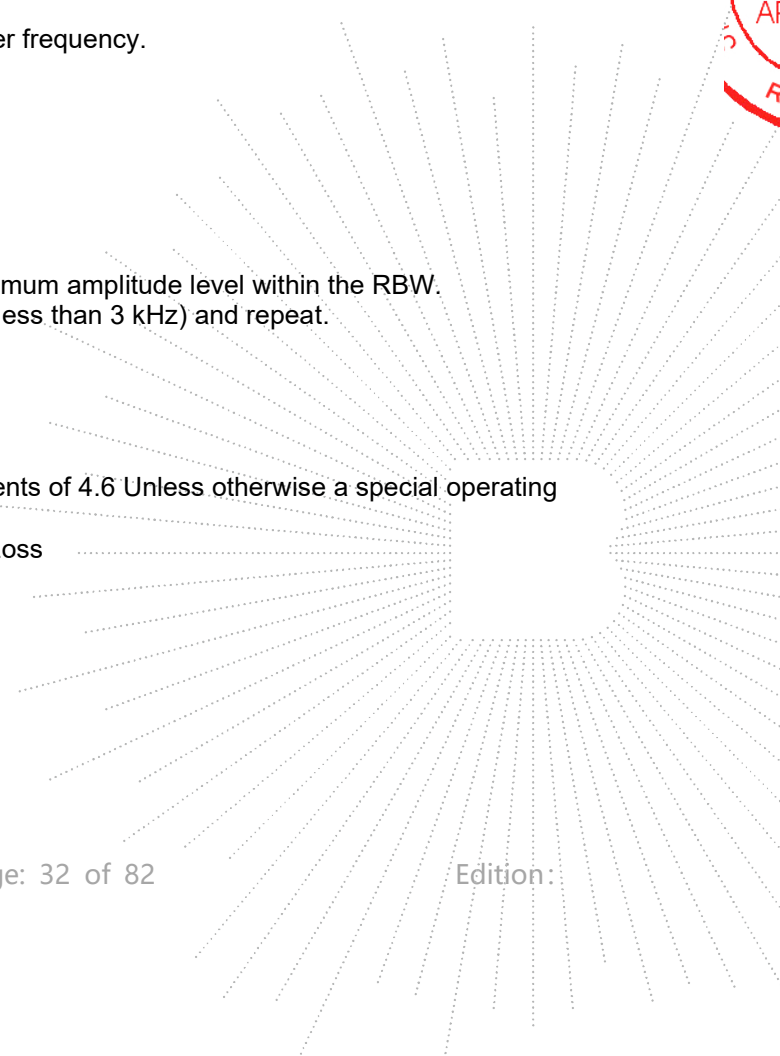 er frequency.
AP
R
mum amplitude level within the RBW.
ess than 3 kHz) and repeat.
ents of 4.6 Unless otherwise a special operating
oss
ge: 32 of 82 Edition: